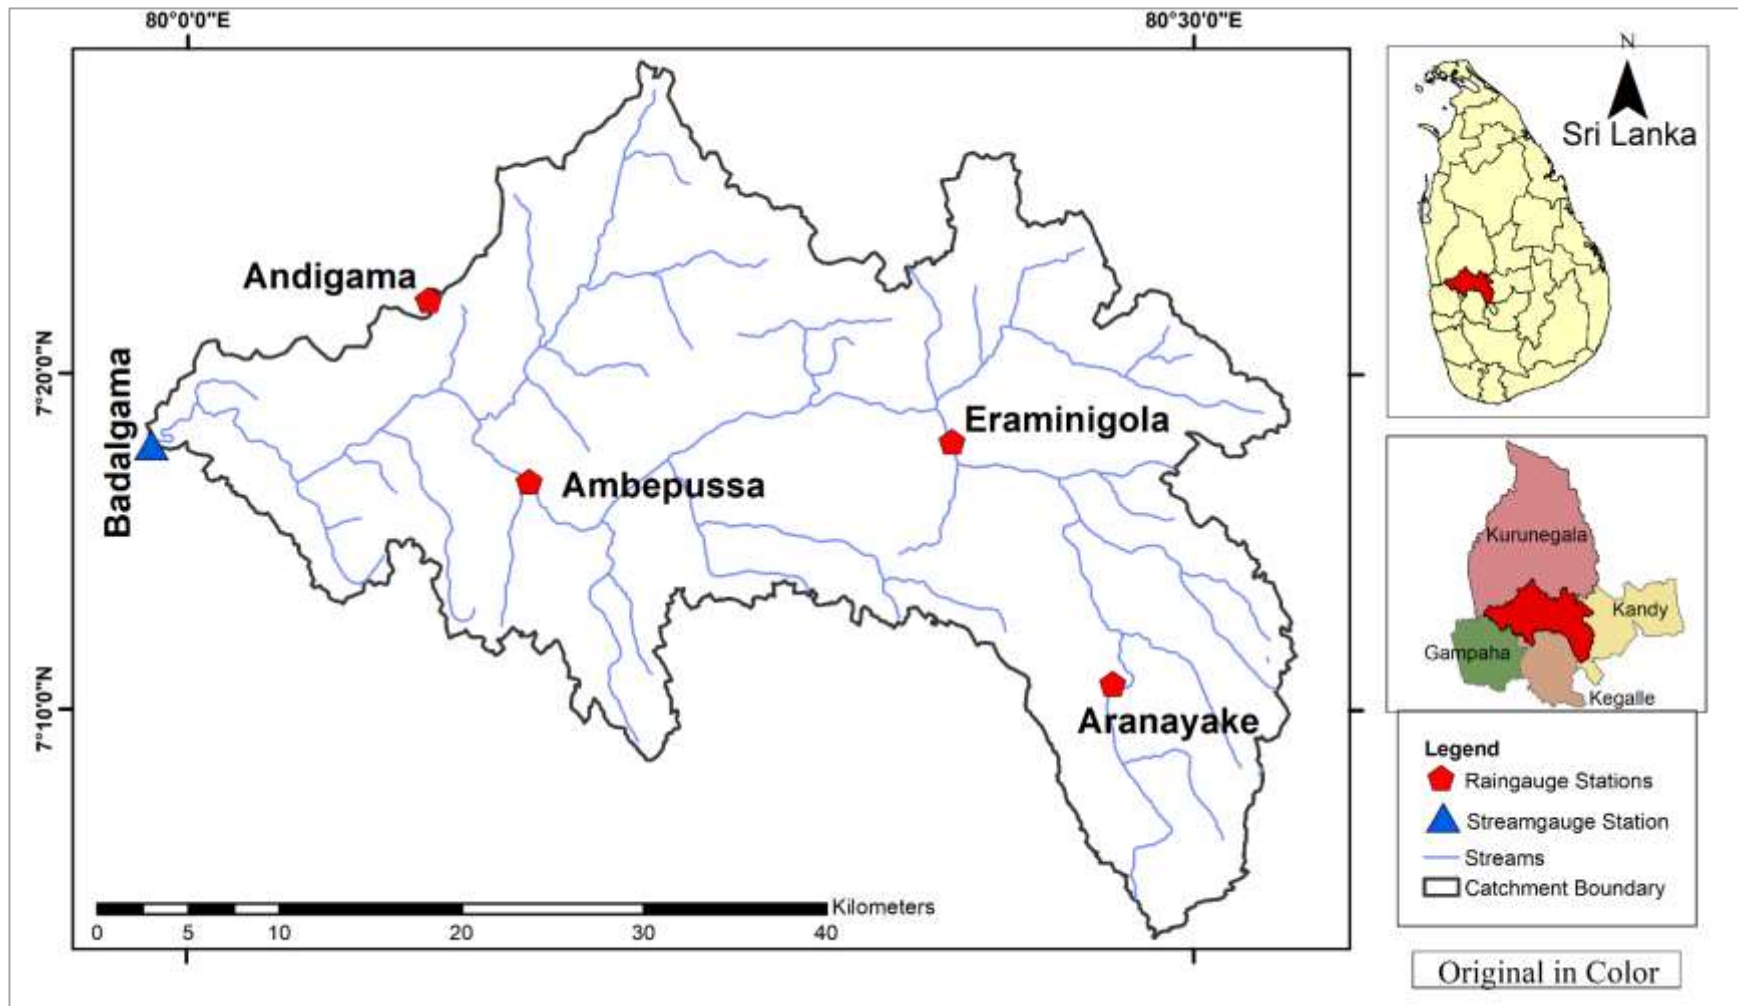 80°0'0"E
80°30'0"E
N
Sri Lanka
Andigama
7°20'0"N
Badalgama
Eraminigola
Ambepussa
Kurunegala
Kandy
Gampaha
Kegalle
7°10'0"N
Aranayake
Legend
Raingauge Stations
Streamgauge Station
Streams
Catchment Boundary
Kilometers
0 5 10 20 30 40
Original in Color